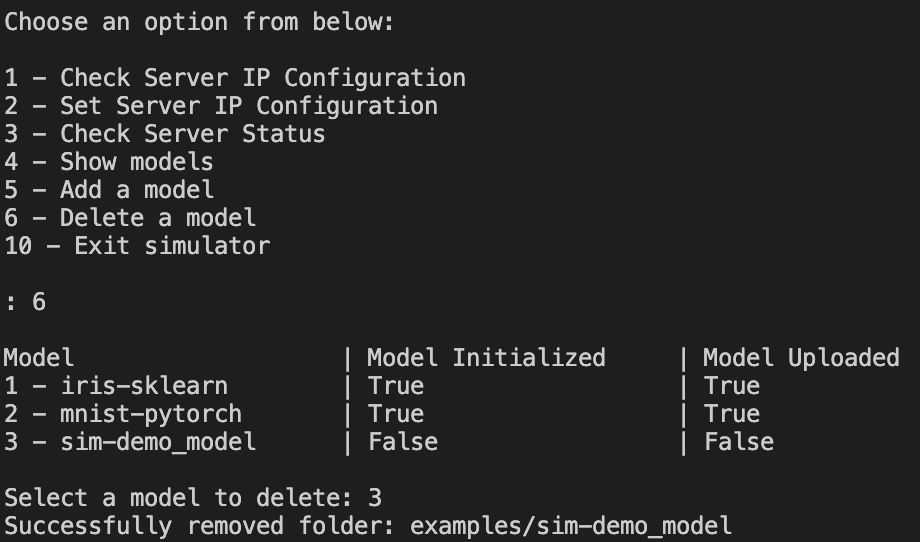 Choose an option from below:
1 – Check Server IP Configuration
2 – Set Server IP Configuration
3 – Check Server Status
4 – Show models
5 – Add a model
6 – Delete a model
10 – Exit simulator
: 6
Model | Model Initialized | Model Uploaded
1 – iris-sklearn | True | True
2 – mnist-pytorch | True | True
3 – sim-demo_model | False | False
Select a model to delete: 3
Successfully removed folder: examples/sim-demo_model